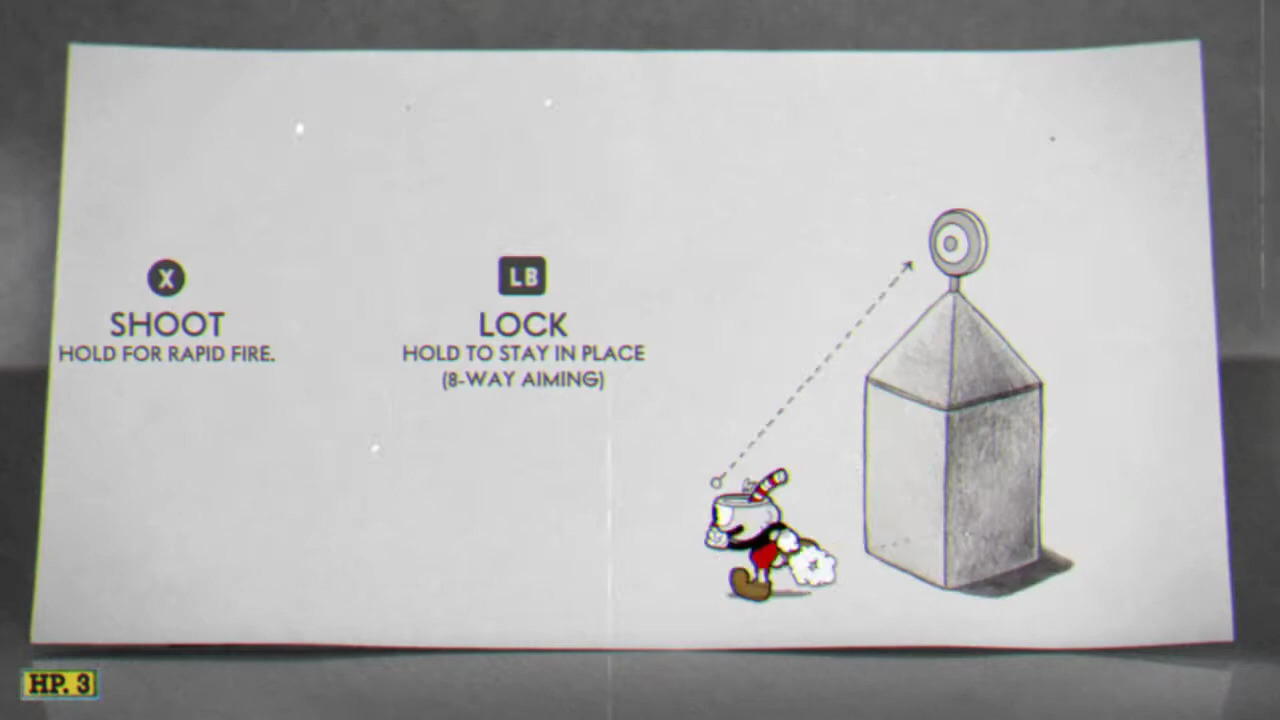 X
SHOOT
HOLD FOR RAPID FIRE.
LB
LOCK
HOLD TO STAY IN PLACE
(8-WAY AIMING)
HP. 3